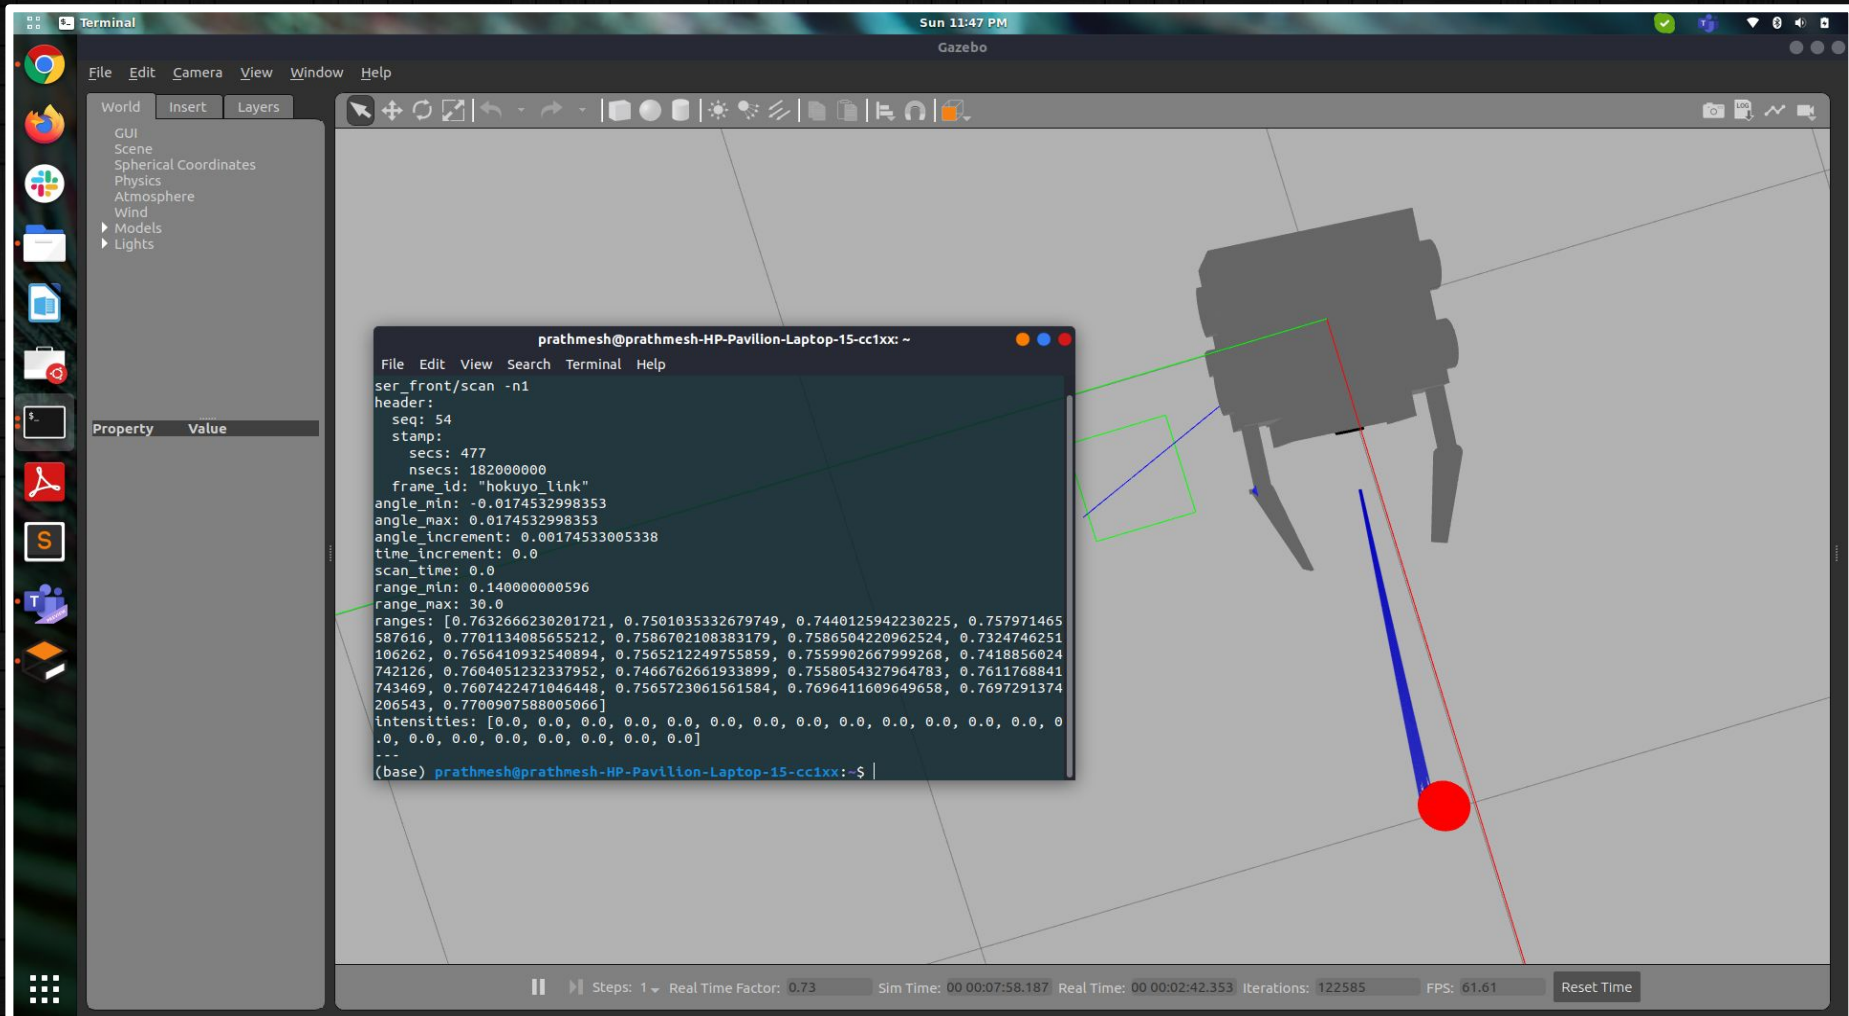 Terminal
Sun 11:47 PM
Gazebo
File Edit Camera View Window Help
World Insert Layers
GUI
Scene
Spherical Coordinates
Physics
Atmosphere
Wind
Models
Lights
Property Value
LOG
prathmesh@prathmesh-HP-Pavilion-Laptop-15-cc1xx: ~
File Edit View Search Terminal Help
ser_front/scan -n1
header:
seq: 54
stamp:
secs: 477
nsecs: 182000000
frame_id: "hokuyo_link"
angle_min: -0.0174532998353
angle_max: 0.0174532998353
angle_increment: 0.00174533005338
time_increment: 0.0
scan_time: 0.0
range_min: 0.140000000596
range_max: 30.0
ranges: [0.7632666230201721, 0.7501035332679749, 0.7440125942230225, 0.757971465
587616, 0.7701134085655212, 0.7586702108383179, 0.7586504220962524, 0.7324746251
106262, 0.7656410932540894, 0.7565212249755859, 0.7559902667999268, 0.7418856024
742126, 0.7604051232337952, 0.7466762661933899, 0.7558054327964783, 0.7611768841
743469, 0.7607422471046448, 0.7565723061561584, 0.7696411609649658, 0.7697291374
206543, 0.7700907588005066]
intensities: [0.0, 0.0, 0.0, 0.0, 0.0, 0.0, 0.0, 0.0, 0.0, 0.0, 0.0, 0.0, 0.0, 0
.0, 0.0, 0.0, 0.0, 0.0, 0.0, 0.0, 0.0]
---
(base) prathmesh@prathmesh-HP-Pavilion-Laptop-15-cc1xx:~$
Steps: 1 Real Time Factor: 0.73 Sim Time: 00 00:07:58.187 Real Time: 00 00:02:42.353 Iterations: 122585 FPS: 61.61 Reset Time